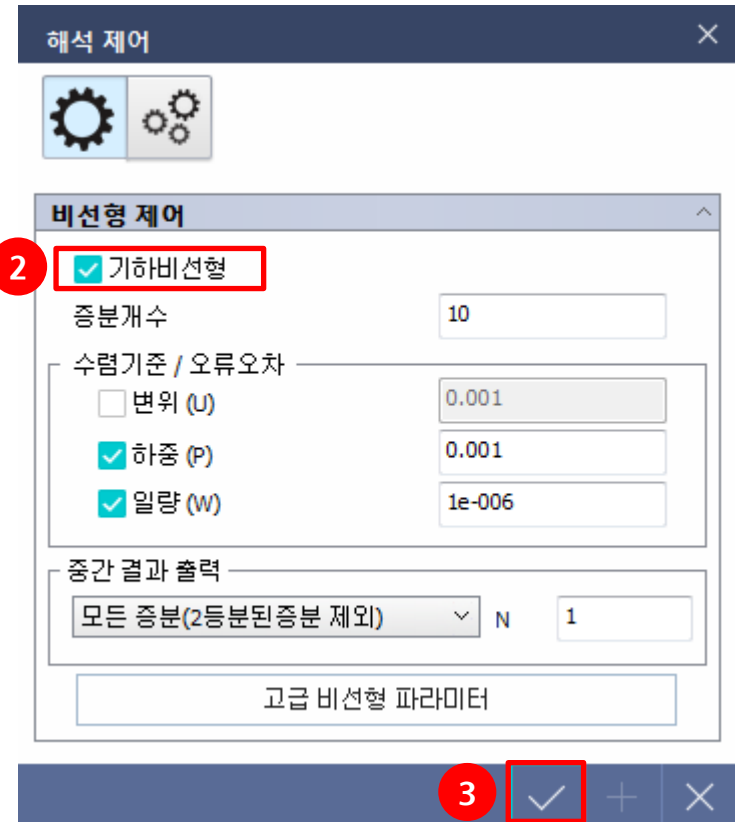 해석 제어
비선형 제어
2
기하비선형
증분개수 10
수렴기준 / 오류오차
변위 (U) 0.001
하중 (P) 0.001
일량 (W) 1e-006
중간 결과 출력
모든 증분(2등분된증분 제외) N 1
고급 비선형 파라미터
3